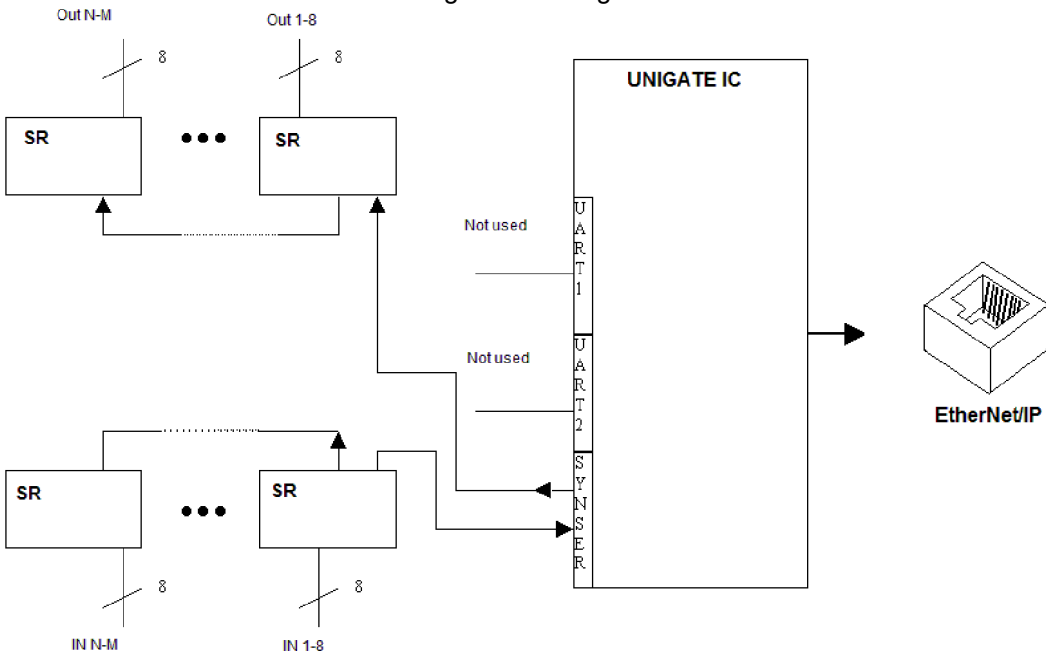 Out N-M
Out 1-8
8
8
UNIGATE IC
SR
SR
Not used
UART1
Not used
UART2
EtherNet/IP
SYNSER
SR
SR
8
8
IN N-M
IN 1-8